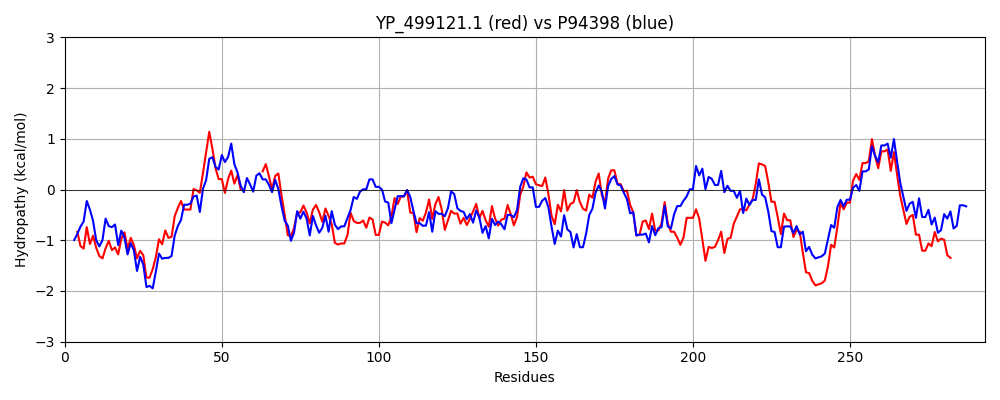 YP_499121.1 (red) vs P94398 (blue)
Hydropathy (kcal/mol)
3
2
1
0
−1
−2
−3
0 50 100 150 200 250
Residues